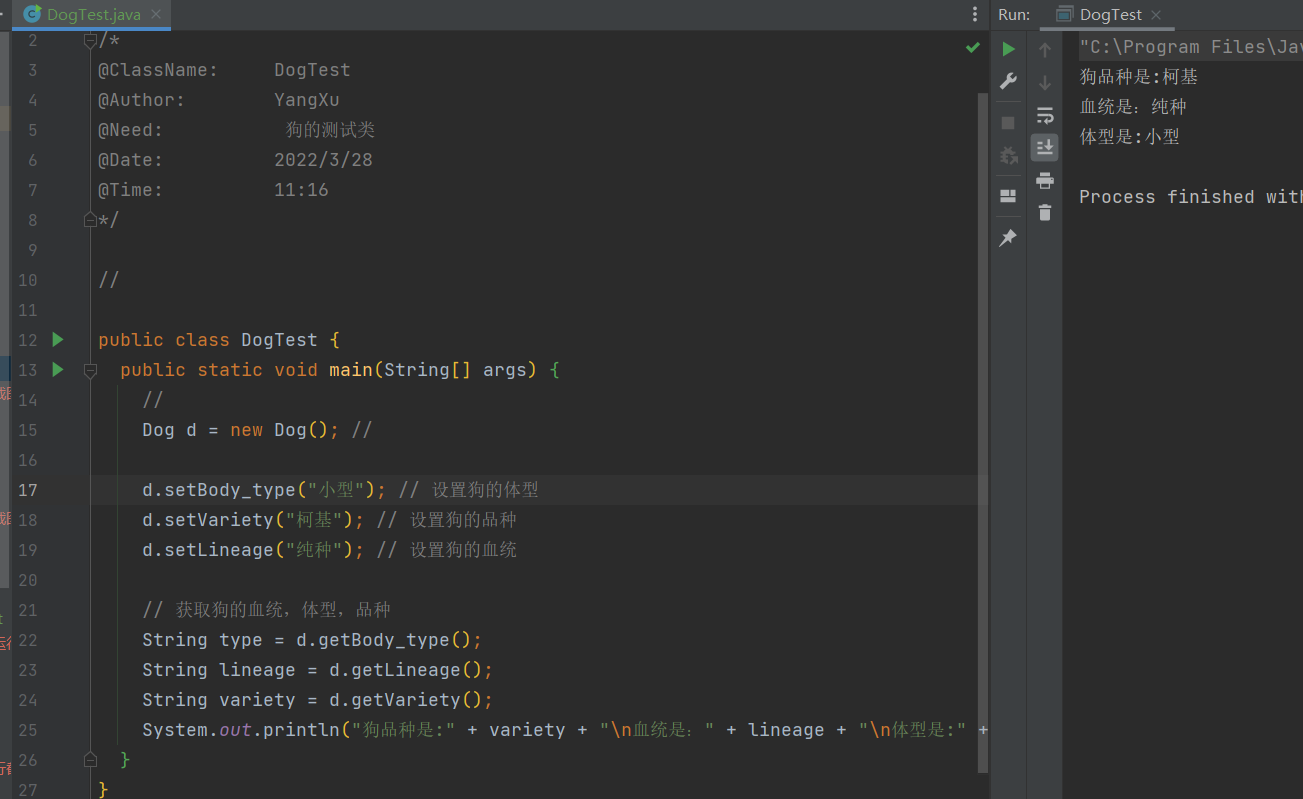 DogTest.java
Run: DogTest
2 /*
3 @ClassName: DogTest
4 @Author: YangXu
5 @Need: 狗的测试类
6 @Date: 2022/3/28
7 @Time: 11:16
8 */
9
10 //
11
12 public class DogTest {
13 public static void main(String[] args) {
14 //
15 Dog d = new Dog(); //
16
17 d.setBody_type("小型"); // 设置狗的体型
18 d.setVariety("柯基"); // 设置狗的品种
19 d.setLineage("纯种"); // 设置狗的血统
20
21 // 获取狗的血统，体型，品种
22 String type = d.getBody_type();
23 String lineage = d.getLineage();
24 String variety = d.getVariety();
25 System.out.println("狗品种是:" + variety + "\n血统是：" + lineage + "\n体型是:" +
26 }
27 }
"C:\Program Files\Jav
狗品种是:柯基
血统是：纯种
体型是:小型
Process finished with